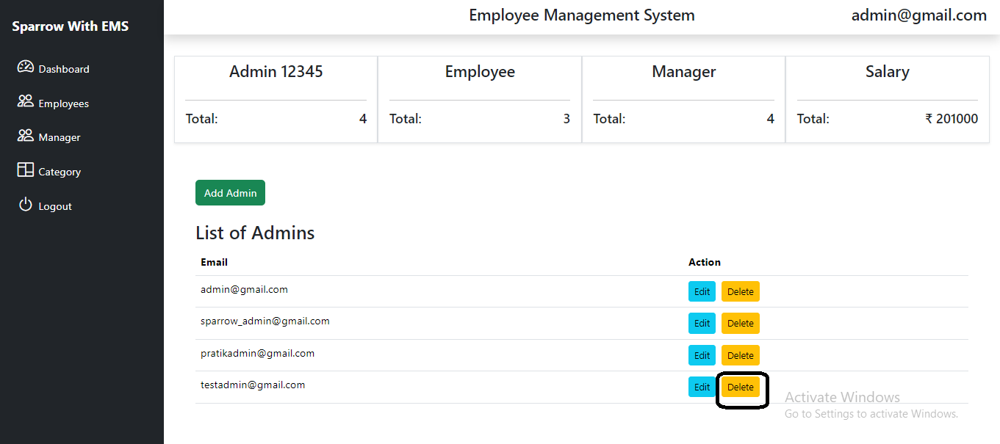 Sparrow With EMS
Dashboard
Employees
Manager
Category
Logout
Employee Management System
admin@gmail.com
Admin 12345
Total: 4
Employee
Total: 3
Manager
Total: 4
Salary
Total: ₹ 201000
Add Admin
List of Admins
Email Action
admin@gmail.com Edit Delete
sparrow_admin@gmail.com Edit Delete
pratikadmin@gmail.com Edit Delete
testadmin@gmail.com Edit Delete
Activate Windows
Go to Settings to activate Windows.